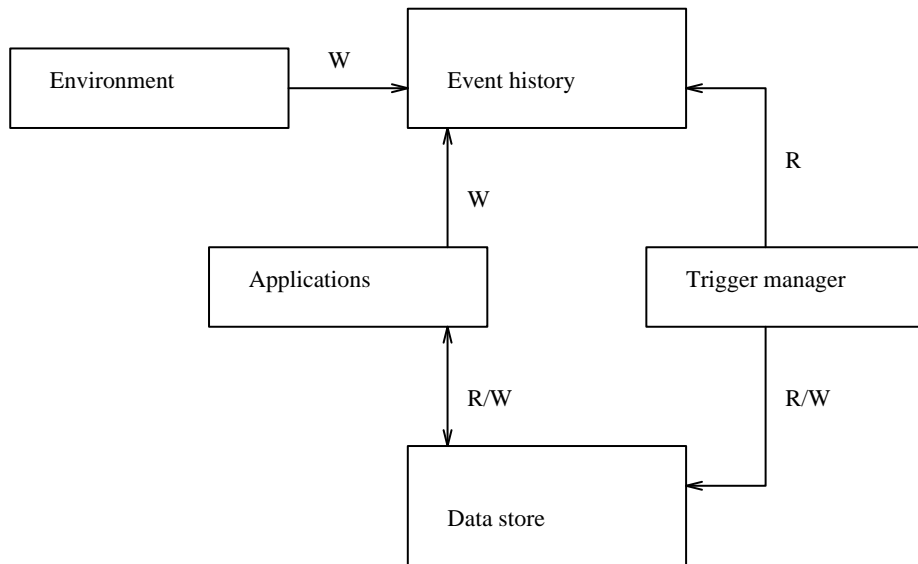 W
Environment
Event history
R
W
Applications
Trigger manager
R/W
R/W
Data store